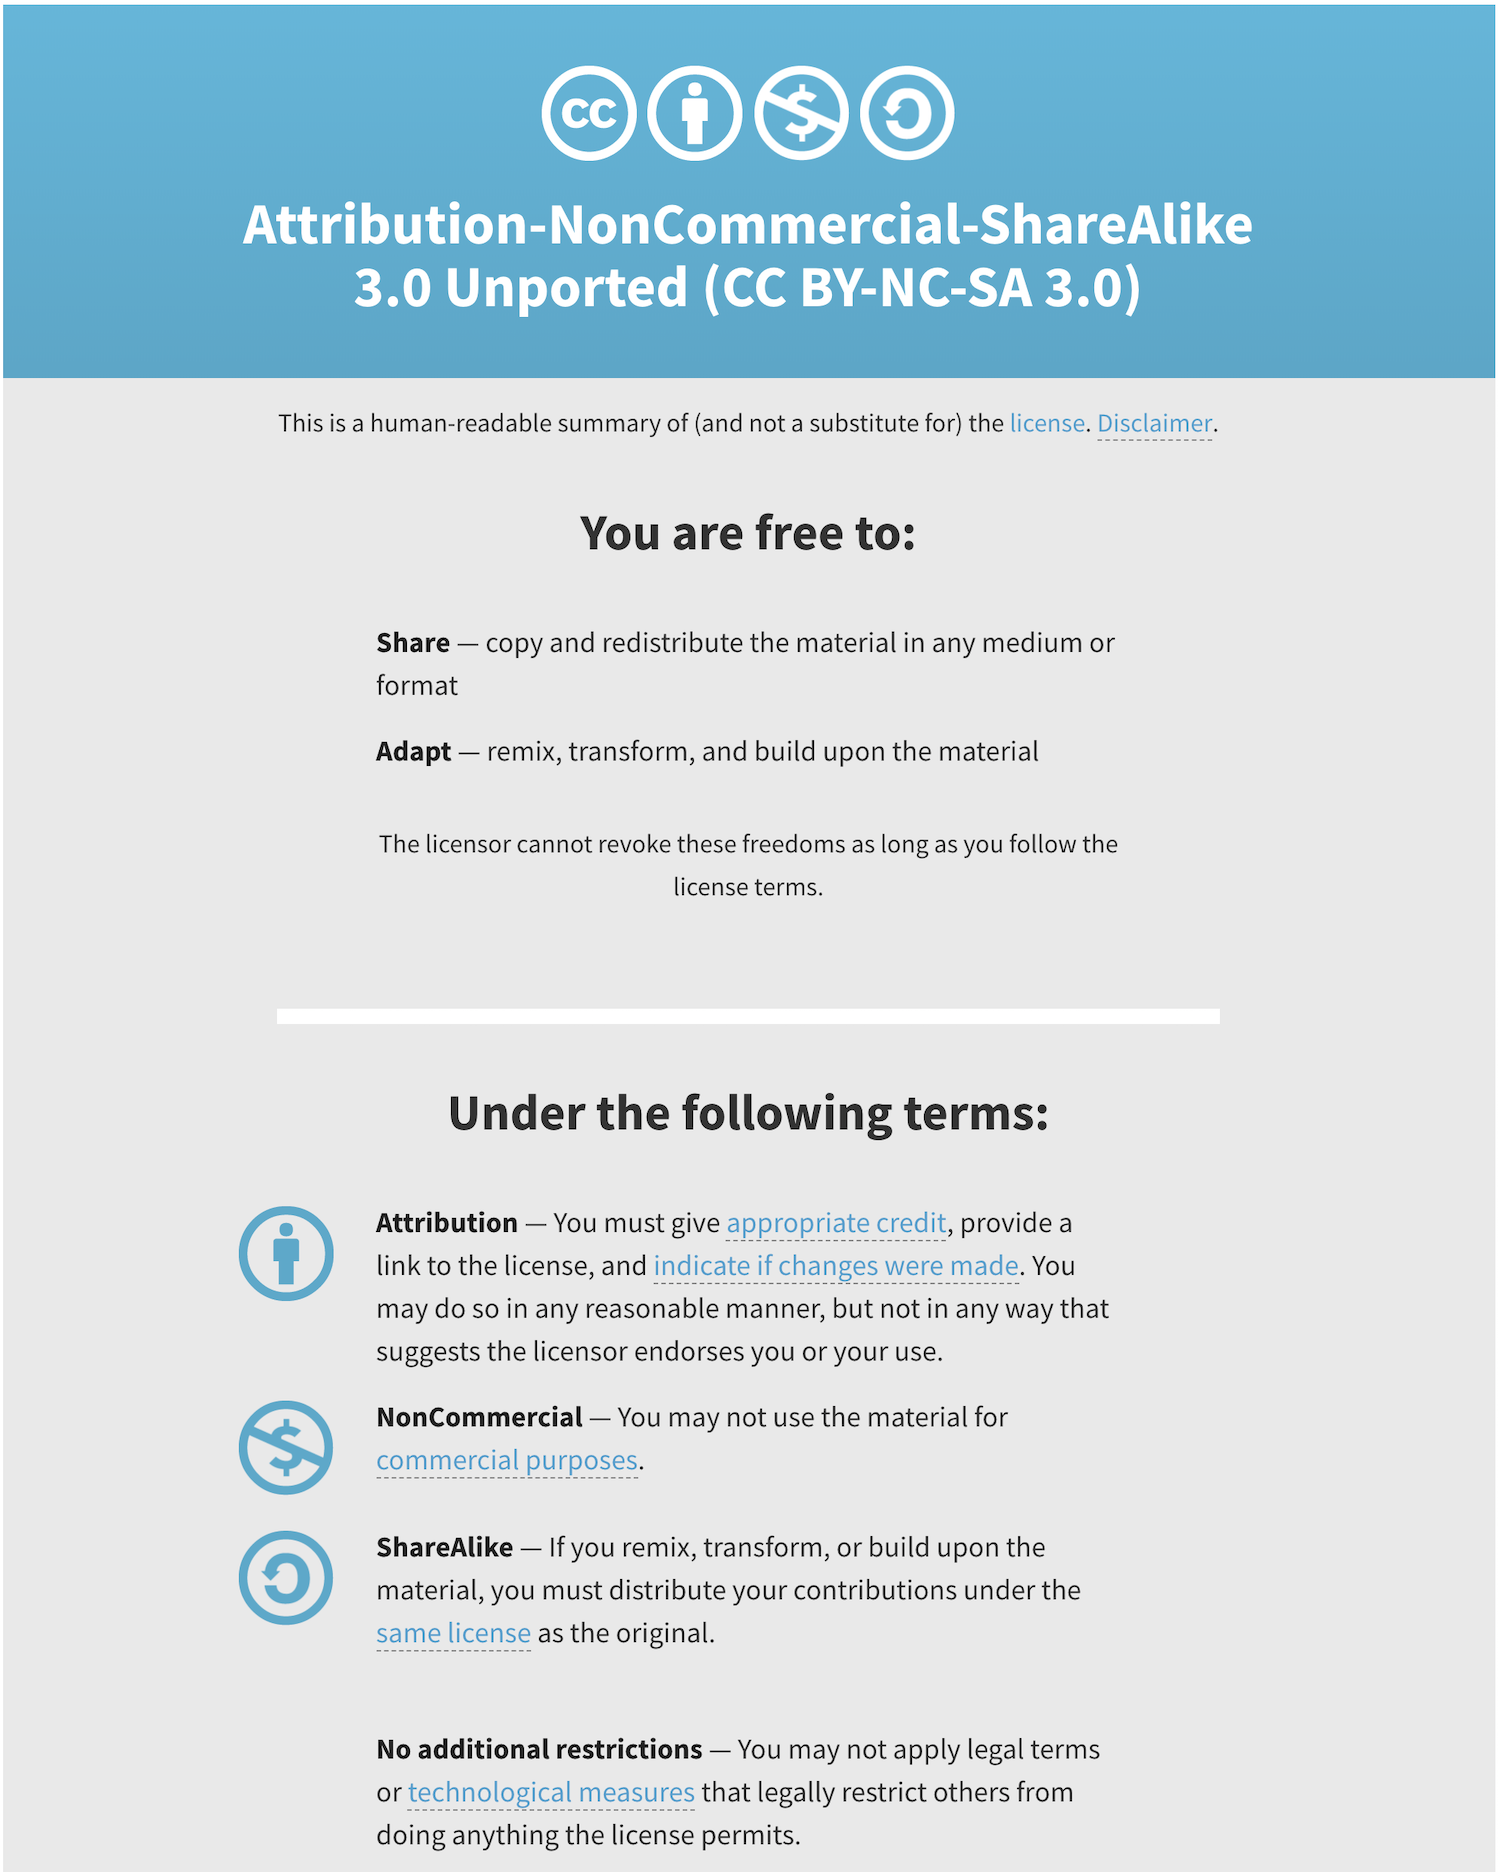 cc
Attribution-NonCommercial-ShareAlike
3.0 Unported (CC BY-NC-SA 3.0)
This is a human-readable summary of (and not a substitute for) the license. Disclaimer.
You are free to:
Share — copy and redistribute the material in any medium or
format
Adapt — remix, transform, and build upon the material
The licensor cannot revoke these freedoms as long as you follow the
license terms.
Under the following terms:
Attribution — You must give appropriate credit, provide a
link to the license, and indicate if changes were made. You
may do so in any reasonable manner, but not in any way that
suggests the licensor endorses you or your use.
NonCommercial — You may not use the material for
commercial purposes.
ShareAlike — If you remix, transform, or build upon the
material, you must distribute your contributions under the
same license as the original.
No additional restrictions — You may not apply legal terms
or technological measures that legally restrict others from
doing anything the license permits.